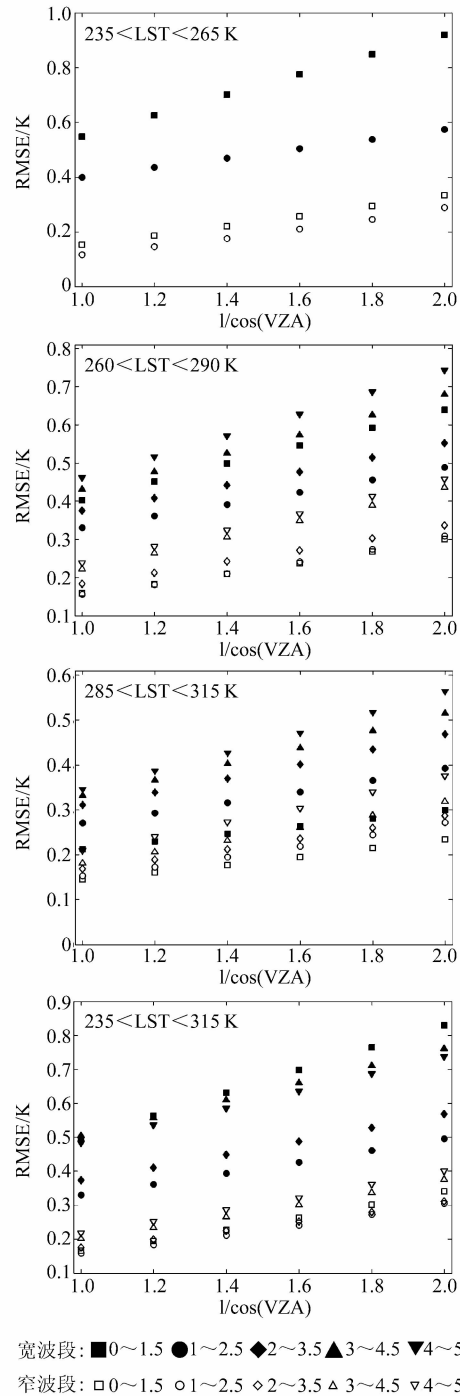 235<LST<265 K
1.0
0.8
0.6
0.4
0.2
0
RMSE/K
1.0 1.2 1.4 1.6 1.8 2.0
l/cos(VZA)
0.8
260<LST<290 K
0.7
0.6
0.5
0.4
0.3
0.2
0.1
RMSE/K
1.0 1.2 1.4 1.6 1.8 2.0
l/cos(VZA)
0.6
285<LST<315 K
0.5
0.4
0.3
0.2
0.1
0
RMSE/K
1.0 1.2 1.4 1.6 1.8 2.0
l/cos(VZA)
0.9
235<LST<315 K
0.8
0.7
0.6
0.5
0.4
0.3
0.2
0.1
RMSE/K
1.0 1.2 1.4 1.6 1.8 2.0
l/cos(VZA)
宽波段: ■0～1.5 ●1～2.5 ◆2～3.5 ▲3～4.5 ▼4～5
窄波段: □0～1.5 ○1～2.5 ◇2～3.5 △3～4.5 ▽4～5